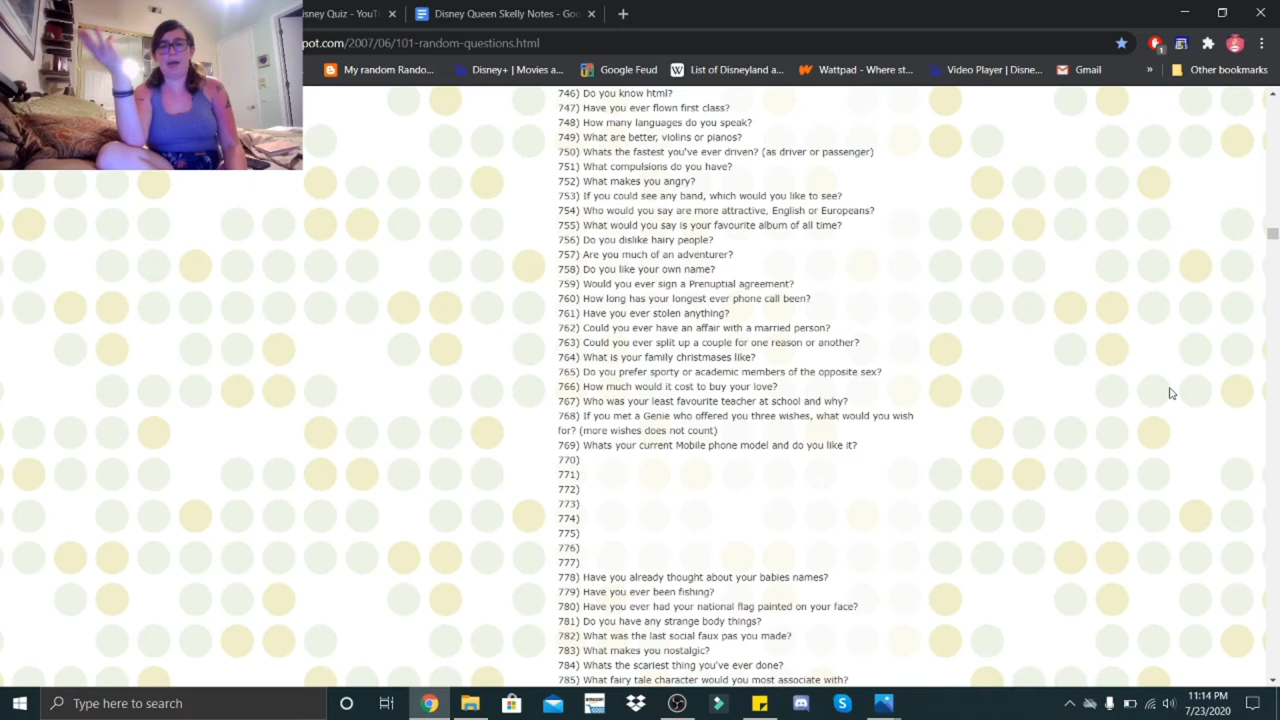 sney Quiz - YouTu
Disney Queen Skelly Notes - Goo
pot.com/2007/06/101-random-questions.html
My random Rando...
Disney+ | Movies a...
Google Feud
List of Disneyland a...
Wattpad - Where st...
Video Player | Disne...
Gmail
»
Other bookmarks
746) Do you know html?
747) Have you ever flown first class?
748) How many languages do you speak?
749) What are better, violins or pianos?
750) Whats the fastest you've ever driven? (as driver or passenger)
751) What compulsions do you have?
752) What makes you angry?
753) If you could see any band, which would you like to see?
754) Who would you say are more attractive, English or Europeans?
755) What would you say is your favourite album of all time?
756) Do you dislike hairy people?
757) Are you much of an adventurer?
758) Do you like your own name?
759) Would you ever sign a Prenuptial agreement?
760) How long has your longest ever phone call been?
761) Have you ever stolen anything?
762) Could you ever have an affair with a married person?
763) Could you ever split up a couple for one reason or another?
764) What is your family christmases like?
765) Do you prefer sporty or academic members of the opposite sex?
766) How much would it cost to buy your love?
767) Who was your least favourite teacher at school and why?
768) If you met a Genie who offered you three wishes, what would you wish
for? (more wishes does not count)
769) Whats your current Mobile phone model and do you like it?
770)
771)
772)
773)
774)
775)
776)
777)
778) Have you already thought about your babies names?
779) Have you ever been fishing?
780) Have you ever had your national flag painted on your face?
781) Do you have any strange body things?
782) What was the last social faux pas you made?
783) What makes you nostalgic?
784) Whats the scariest thing you've ever done?
785) What fairy tale character would you most associate with?
Type here to search
11:14 PM
7/23/2020